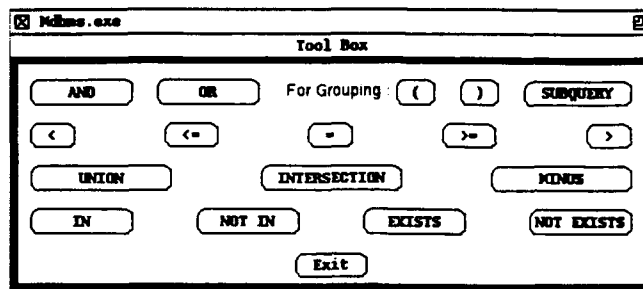 Mdbms.exe
Tool Box
AND OR For Grouping : ( ) SUBQUERY
< <= = >= >
UNION INTERSECTION MINUS
IN NOT IN EXISTS NOT EXISTS
Exit